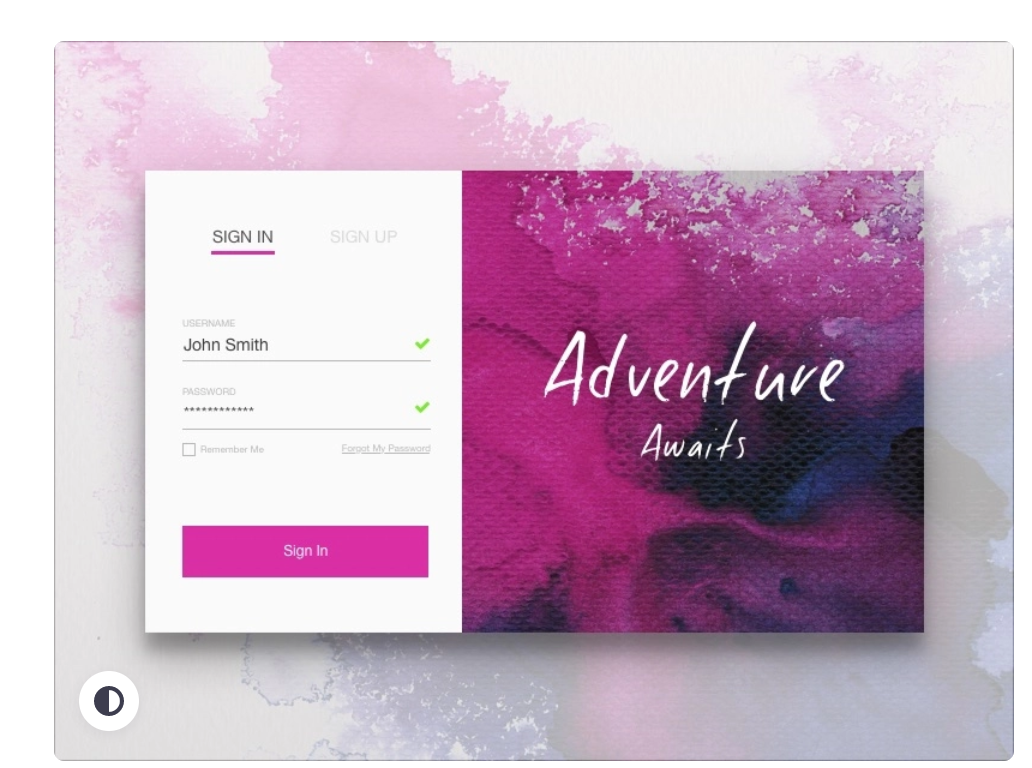 SIGN IN SIGN UP
USERNAME
John Smith
PASSWORD
************
Remember Me Forgot My Password
Sign In
Adventure
Awaits